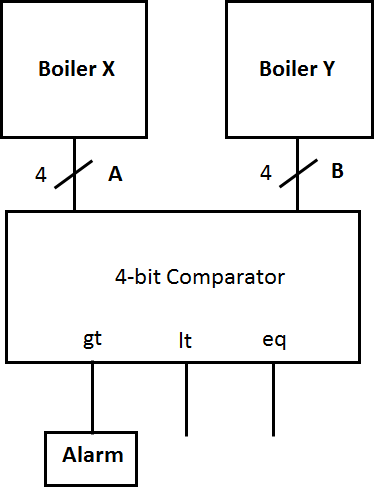 Boiler X
Boiler Y
4
A
4
B
4-bit Comparator
gt
lt
eq
Alarm